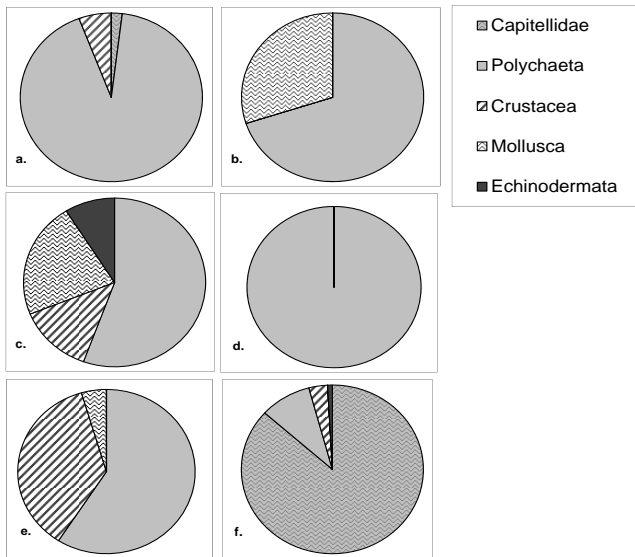 Capitellidae
Polychaeta
Crustacea
Mollusca
Echinodermata
a.
b.
c.
d.
e.
f.